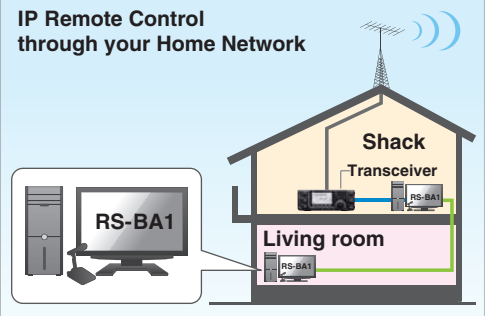 IP Remote Control
through your Home Network
Shack
Transceiver
RS-BA1
RS-BA1
Living room
RS-BA1